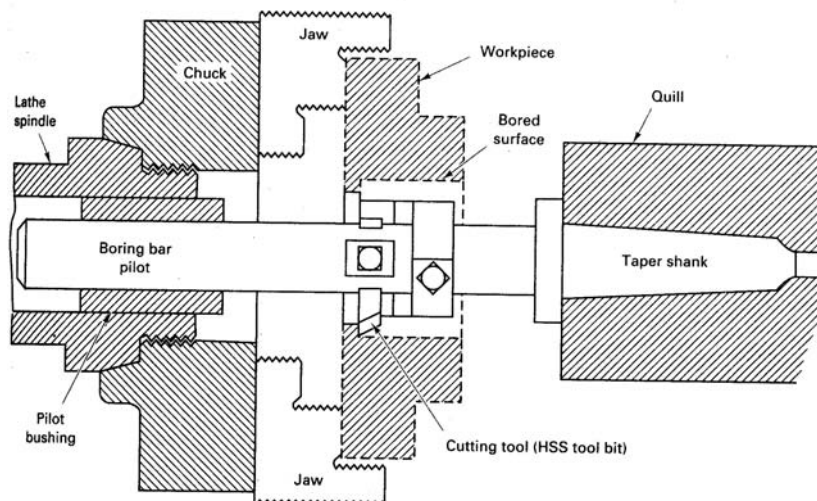 Jaw
Workpiece
Chuck
Quill
Lathe
spindle
Bored
surface
Boring bar
pilot
Taper shank
Pilot
bushing
Cutting tool (HSS tool bit)
Jaw